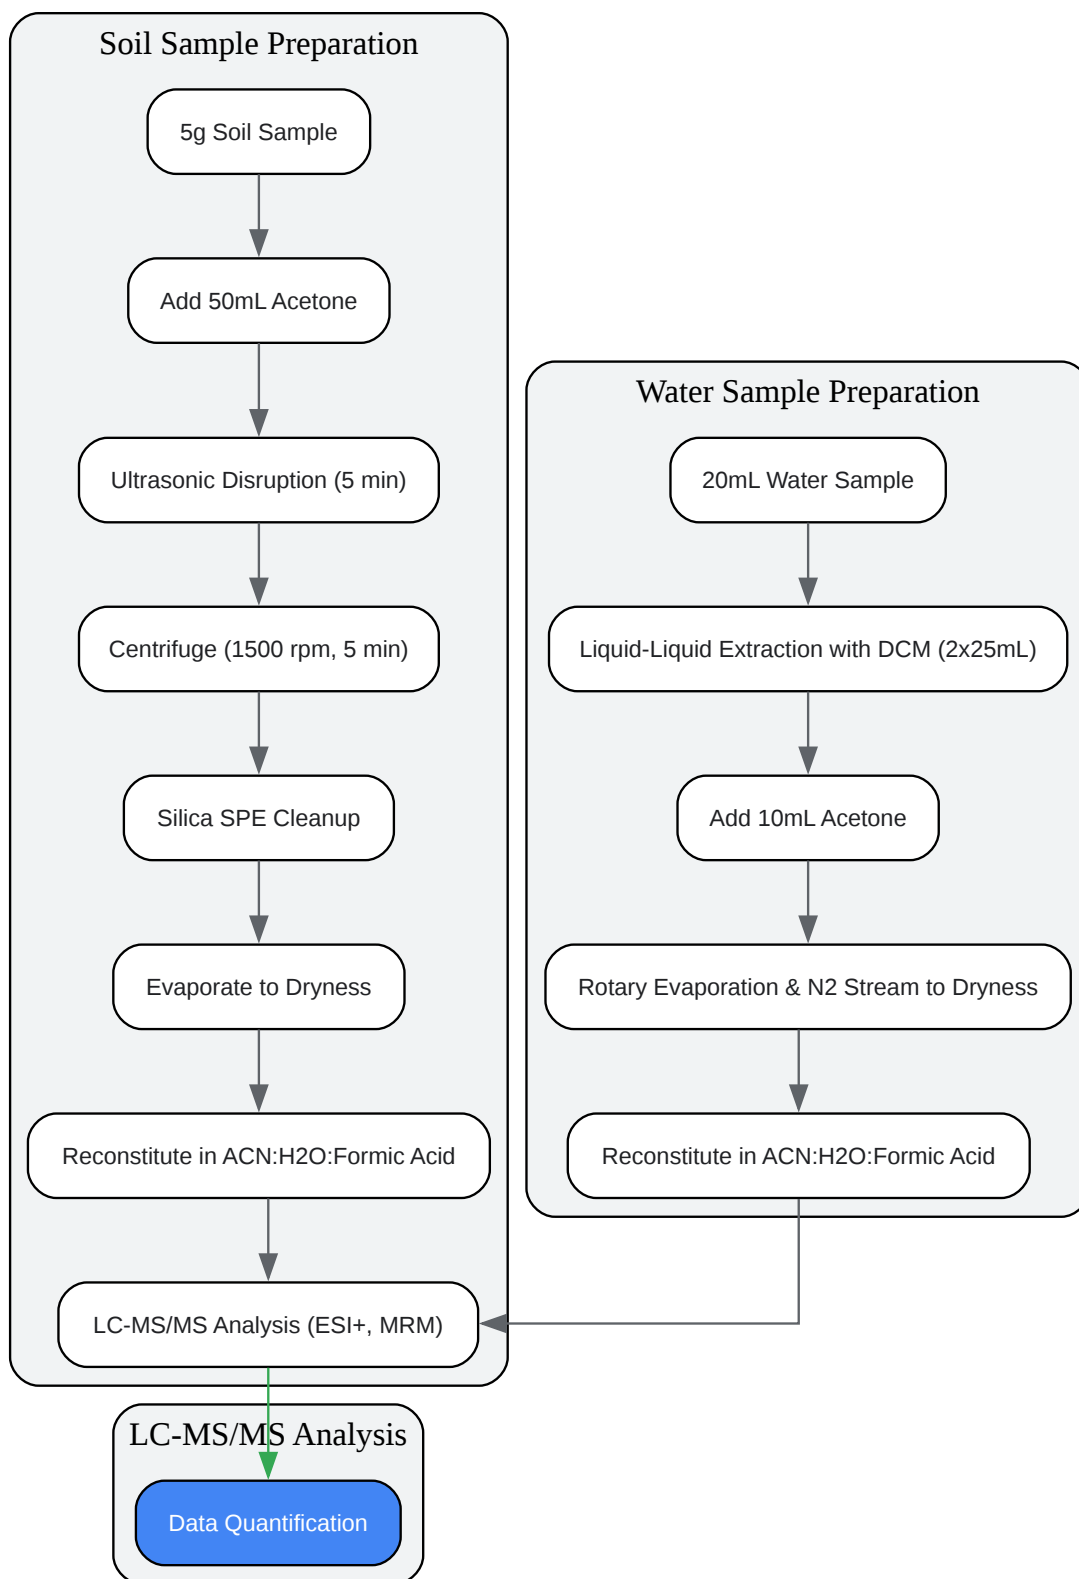 Soil Sample Preparation
5g Soil Sample
Add 50mL Acetone
Ultrasonic Disruption (5 min)
Centrifuge (1500 rpm, 5 min)
Silica SPE Cleanup
Evaporate to Dryness
Reconstitute in ACN:H2O:Formic Acid
LC-MS/MS Analysis (ESI+, MRM)
Water Sample Preparation
20mL Water Sample
Liquid-Liquid Extraction with DCM (2x25mL)
Add 10mL Acetone
Rotary Evaporation & N2 Stream to Dryness
Reconstitute in ACN:H2O:Formic Acid
LC-MS/MS Analysis
Data Quantification